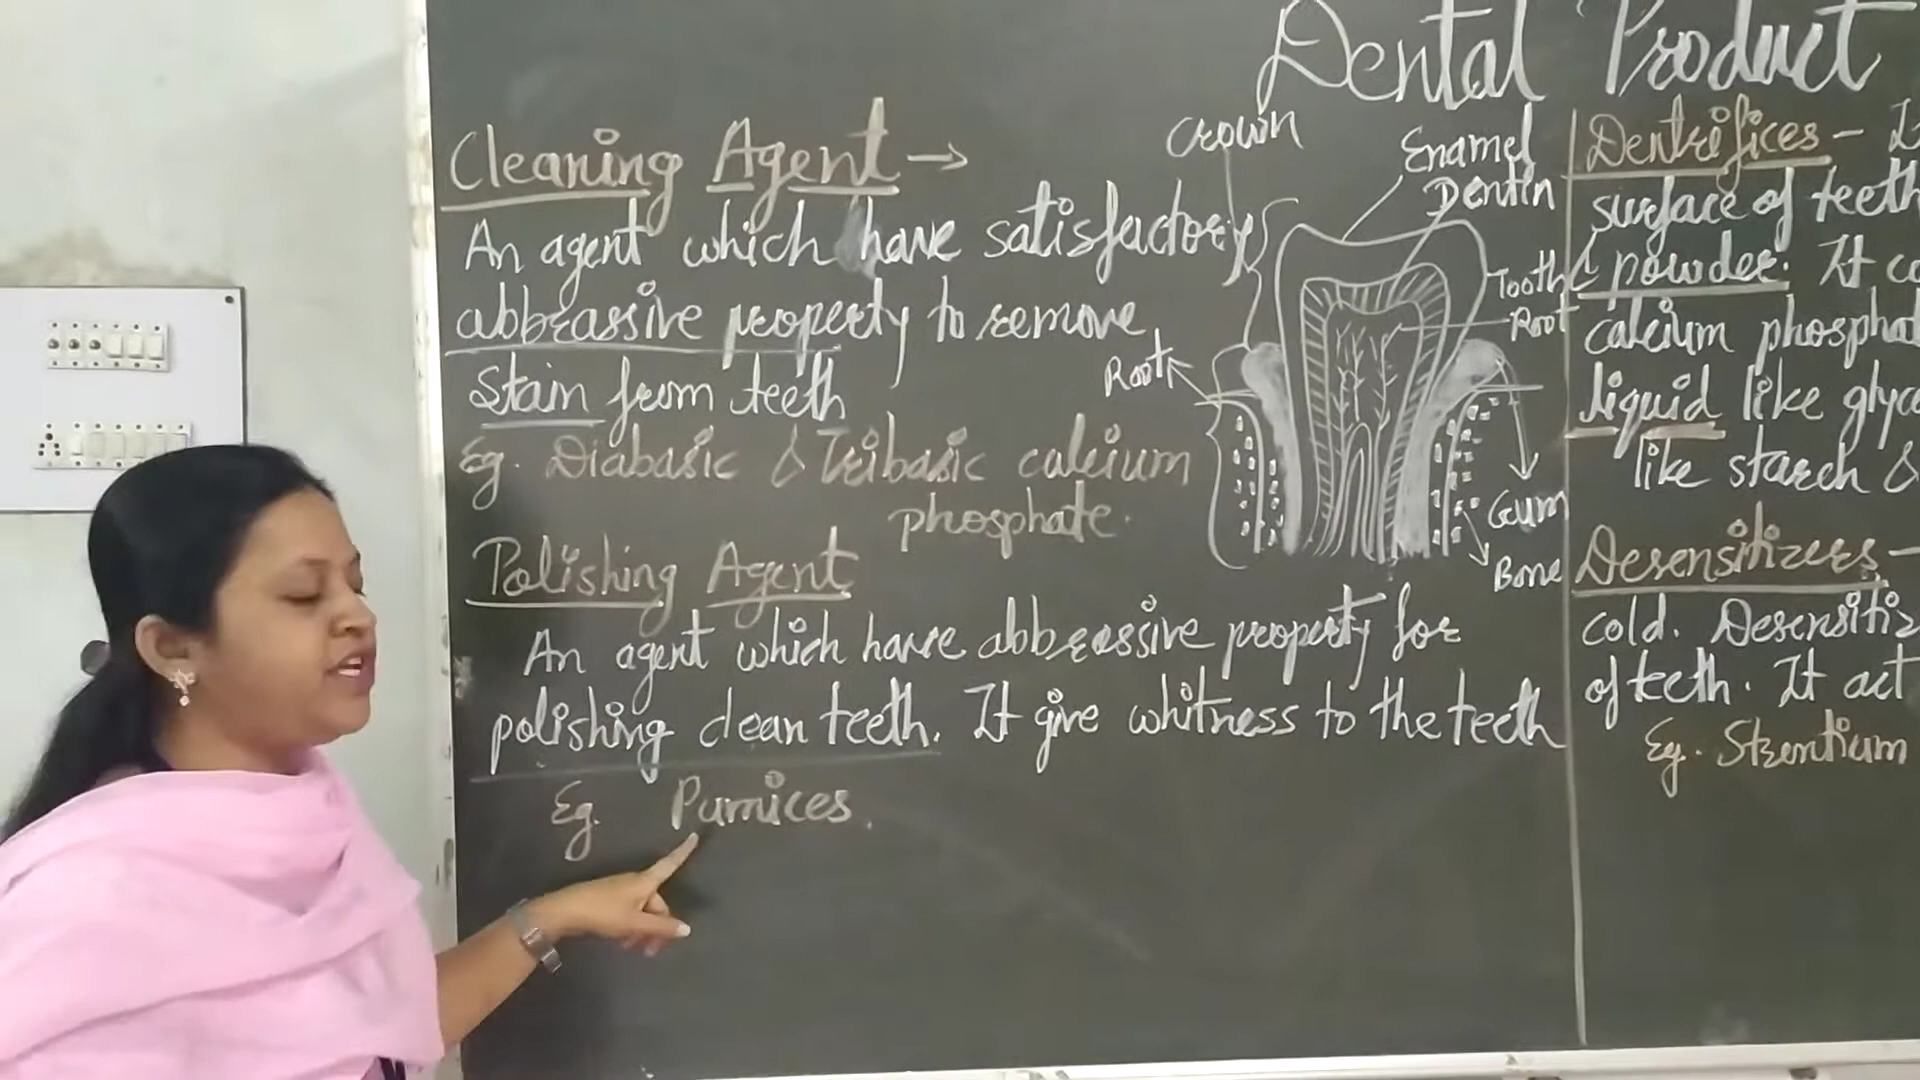 Dental Product
Cleaning Agent →
An agent which have satisfactory
abbrassive property to remove
stain from teeth
Eg. Diabasic & Tribasic calcium
phosphate.
Polishing Agent
An agent which have abbrassive property for
polishing clean teeth. It give whitness to the teeth
Eg. Pumices.
Crown
Enamel
Dentin
Tooth
Root
Root
Gum
Bone
Dentrifices -
surface of teeth
powder. It
calcium phosphat
liquid like glyc
like starch &
Desensitizers -
cold. Desensitiz
of teeth. It act
Eg. Strontium